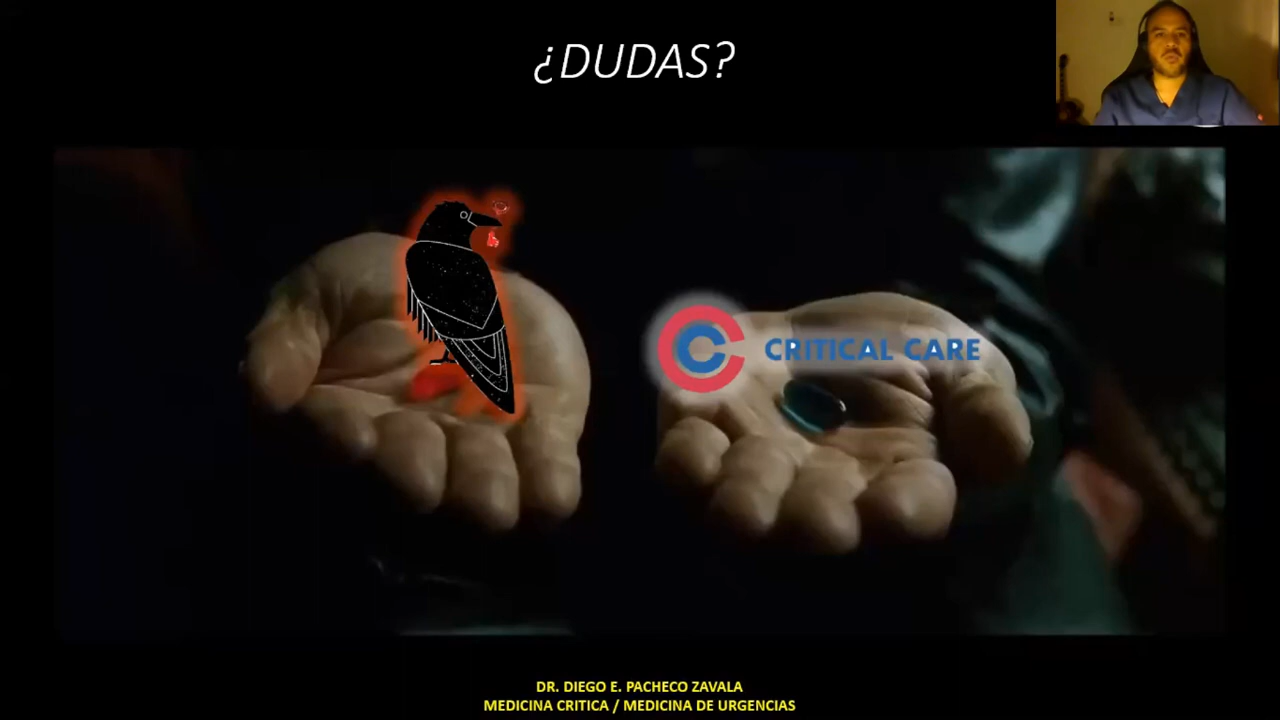 ¿DUDAS?
CRITICAL CARE
DR. DIEGO E. PACHECO ZAVALA
MEDICINA CRITICA / MEDICINA DE URGENCIAS